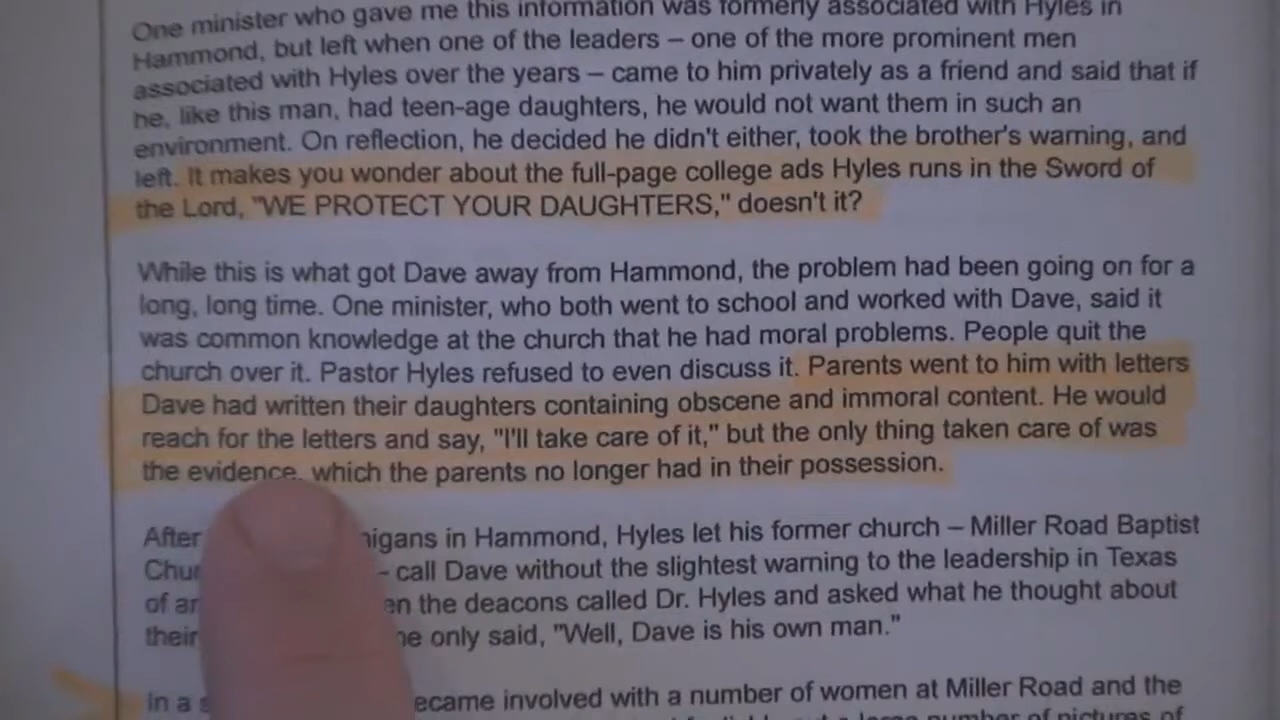 One minister who gave me this information was formerly associated with Hyles in
Hammond, but left when one of the leaders – one of the more prominent men
associated with Hyles over the years – came to him privately as a friend and said that if
he, like this man, had teen-age daughters, he would not want them in such an
environment. On reflection, he decided he didn't either, took the brother's warning, and
left. It makes you wonder about the full-page college ads Hyles runs in the Sword of
the Lord, "WE PROTECT YOUR DAUGHTERS," doesn't it?
While this is what got Dave away from Hammond, the problem had been going on for a
long, long time. One minister, who both went to school and worked with Dave, said it
was common knowledge at the church that he had moral problems. People quit the
church over it. Pastor Hyles refused to even discuss it. Parents went to him with letters
Dave had written their daughters containing obscene and immoral content. He would
reach for the letters and say, "I'll take care of it," but the only thing taken care of was
the evidence, which the parents no longer had in their possession.
After in Hammond, Hyles let his former church – Miller Road Baptist
– call Dave without the slightest warning to the leadership in Texas
of the deacons called Dr. Hyles and asked what he thought about
their only said, "Well, Dave is his own man."
In a involved with a number of women at Miller Road and the
number of pictures of